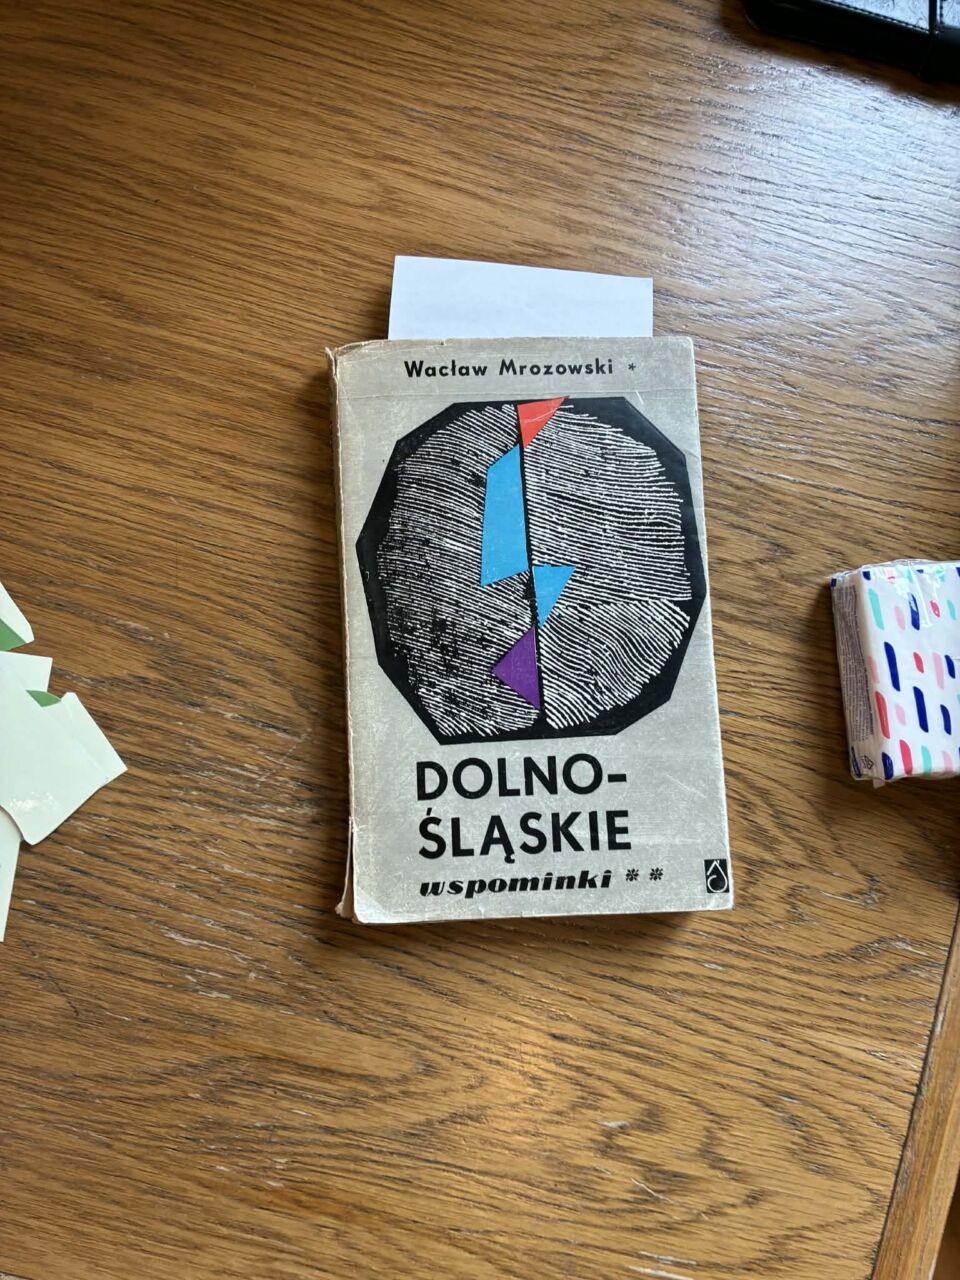 Wacław Mrozowski *
DOLNO-
ŚLĄSKIE
wspominki **